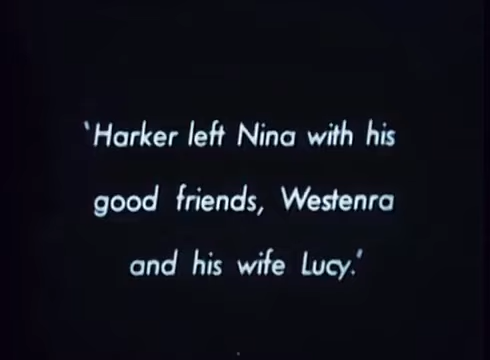 'Harker left Nina with his
good friends, Westenra
and his wife Lucy.'